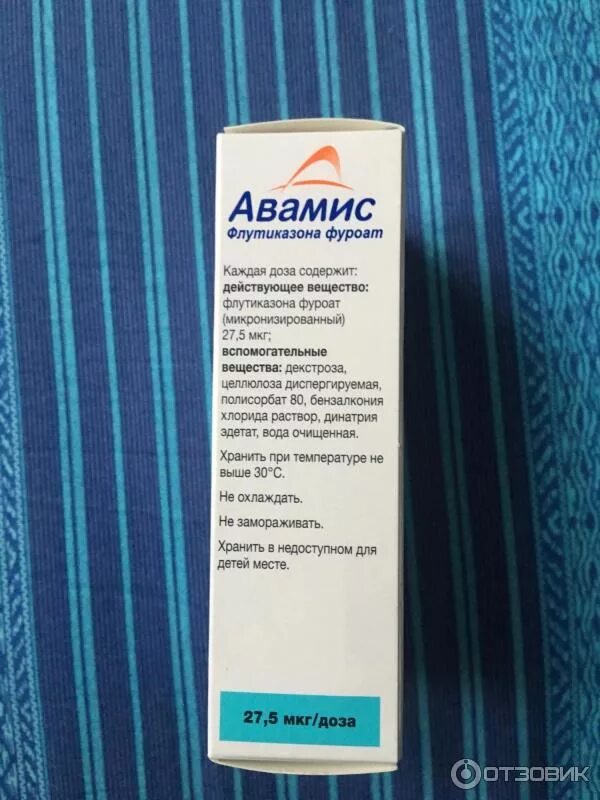 Авамис
Флутиказона фуроат
Каждая доза содержит:
действующее вещество:
флутиказона фуроат
(микронизированный)
27,5 мкг;
вспомогательные
вещества: декстроза,
целлюлоза диспергируемая,
полисорбат 80, бензалкония
хлорида раствор, динатрия
эдетат, вода очищенная.
Хранить при температуре не
выше 30°С.
Не охлаждать.
Не замораживать.
Хранить в недоступном для
детей месте.
27,5 мкг/доза
ОТЗОВИК